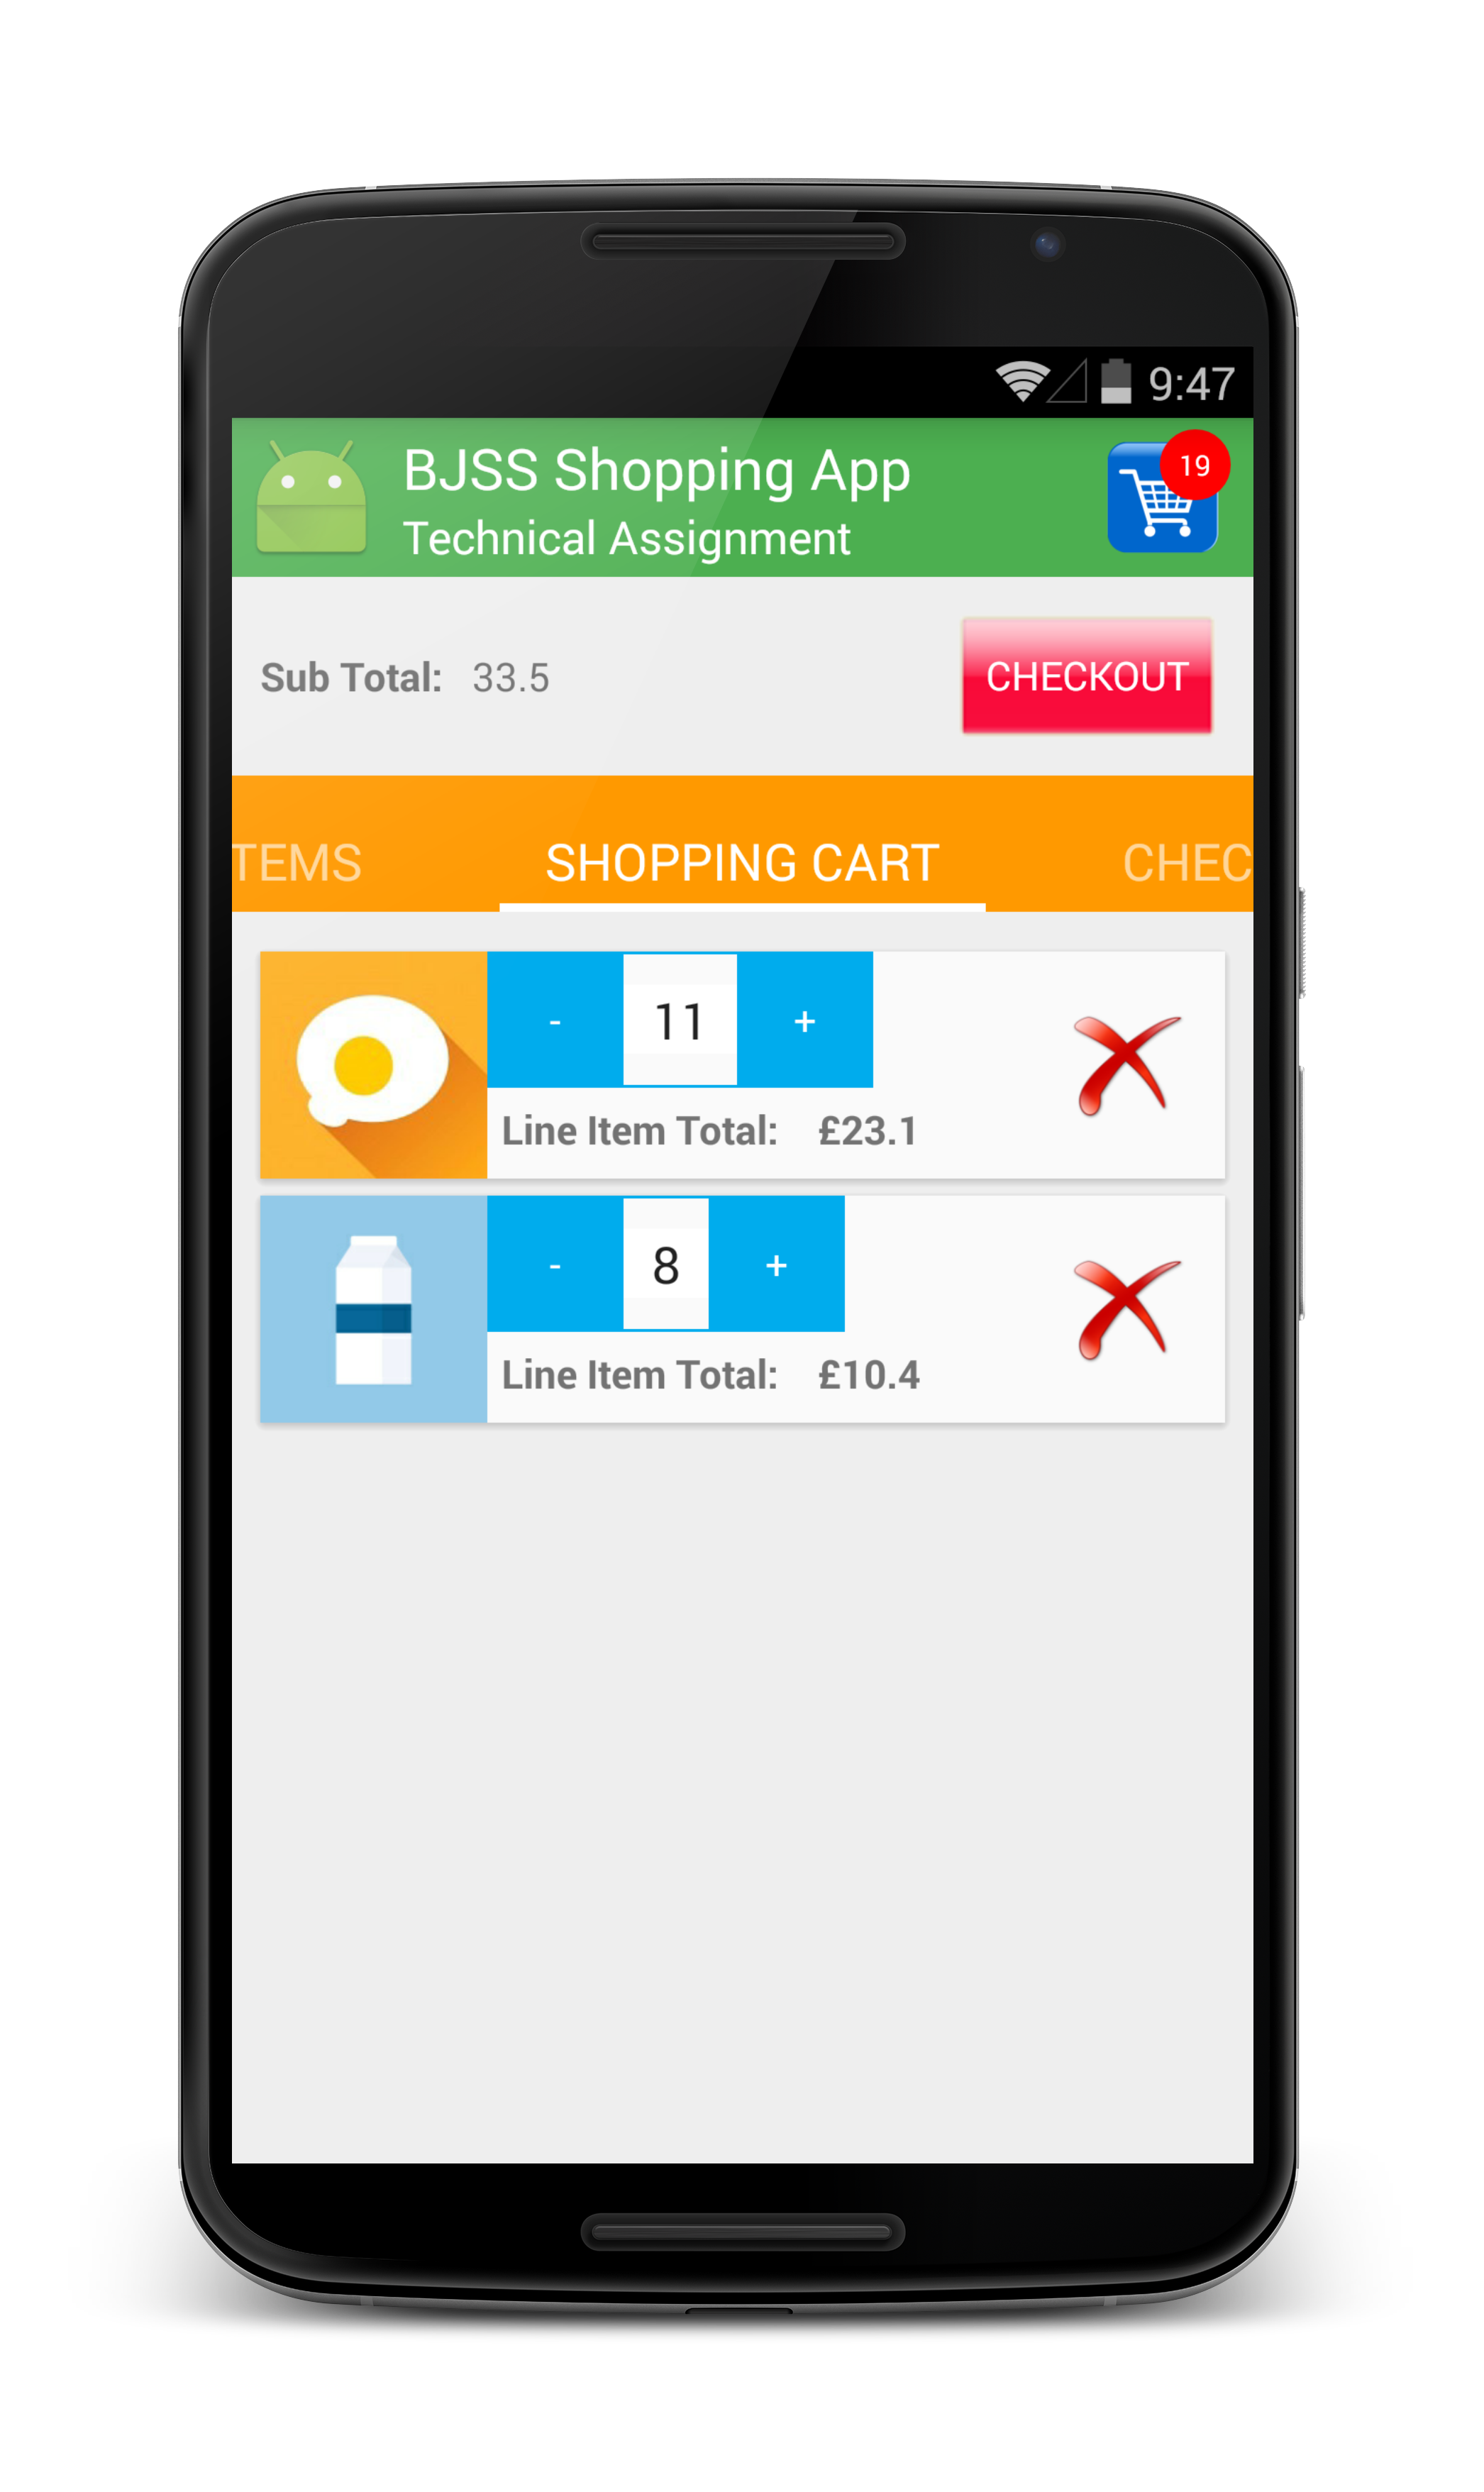 9:47
BJSS Shopping App
19
Technical Assignment
Sub Total: 33.5
CHECKOUT
TEMS
SHOPPING CART
CHEC
- 11 +
Line Item Total: £23.1
- 8 +
Line Item Total: £10.4